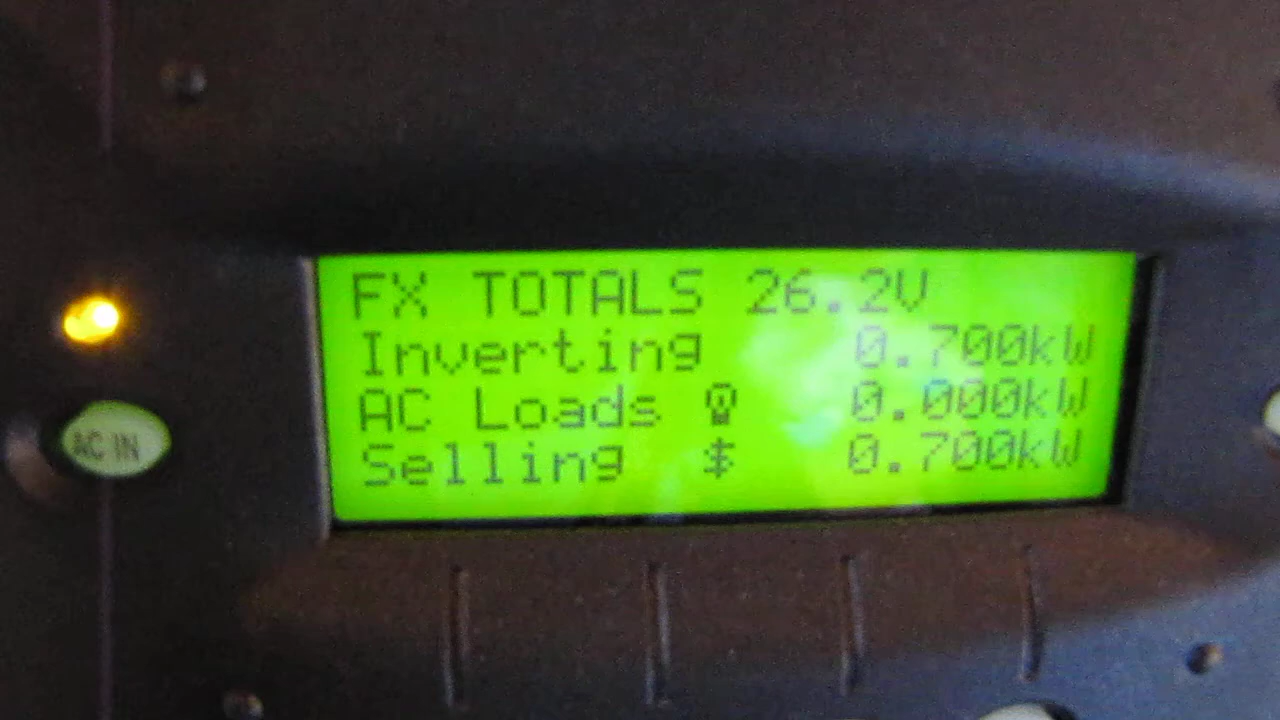 FX TOTALS 26.2V
Inverting 0.700kW
AC Loads 0.000kW
Selling $ 0.700kW
AC IN